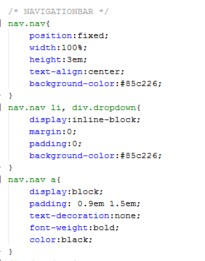 /* NAVIGATIONBAR */
nav.nav{
position:fixed;
width:100%;
height:3em;
text-align:center;
background-color:#85c226;
}
nav.nav li, div.dropdown{
display:inline-block;
margin:0;
padding:0;
background-color:#85c226;
}
nav.nav a{
display:block;
padding: 0.9em 1.5em;
text-decoration:none;
font-weight:bold;
color:black;
}